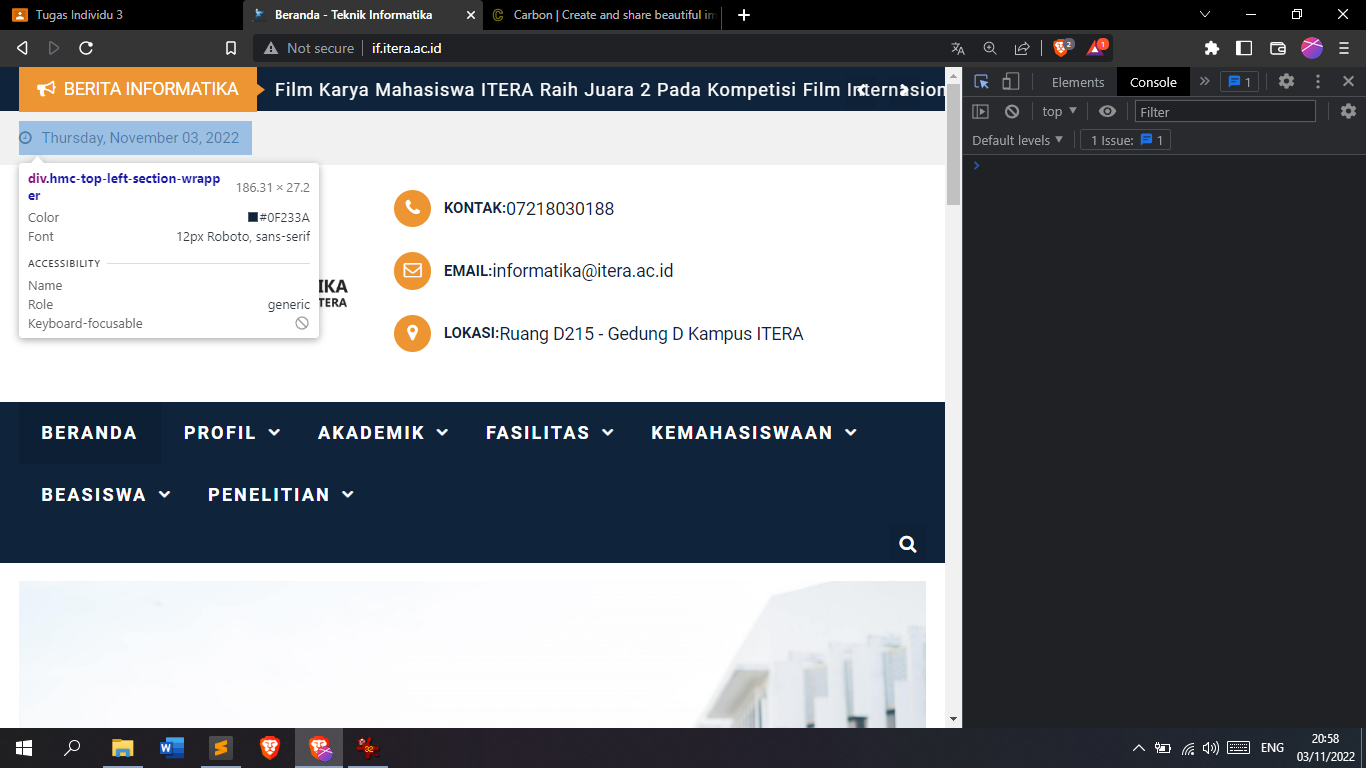 Tugas Individu 3
Beranda - Teknik Informatika
Carbon | Create and share beautiful im
Not secure
if.itera.ac.id
2
1
BERITA INFORMATIKA
Film Karya Mahasiswa ITERA Raih Juara 2 Pada Kompetisi Film Internasion
Thursday, November 03, 2022
div.hmc-top-left-section-wrapp
er
186.31 × 27.2
Color
#0F233A
Font
12px Roboto, sans-serif
ACCESSIBILITY
Name
Role
generic
Keyboard-focusable
IKA
TERA
KONTAK:07218030188
EMAIL:informatika@itera.ac.id
LOKASI:Ruang D215 - Gedung D Kampus ITERA
BERANDA
PROFIL
AKADEMIK
FASILITAS
KEMAHASISWAAN
BEASISWA
PENELITIAN
Elements
Console
1
top
Filter
Default levels
1 Issue:
1
32
ENG
20:58
03/11/2022